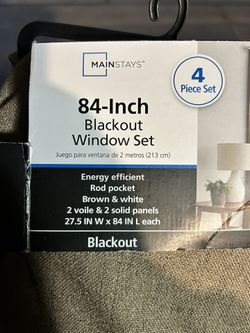 MAINSTAYS™
4
Piece Set
84-Inch
Blackout
Window Set
Juego para ventana de 2 metros (213 cm)
Energy efficient
Rod pocket
Brown & white
2 voile & 2 solid panels
27.5 IN W x 84 IN L each
Blackout